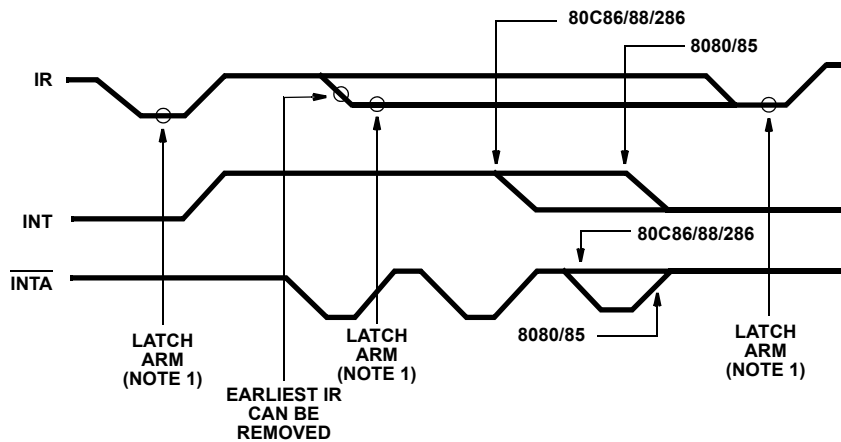 80C86/88/286
8080/85
IR
INT
80C86/88/286
INTA
8080/85
LATCH
ARM
(NOTE 1)
EARLIEST IR
CAN BE
REMOVED
LATCH
ARM
(NOTE 1)
LATCH
ARM
(NOTE 1)